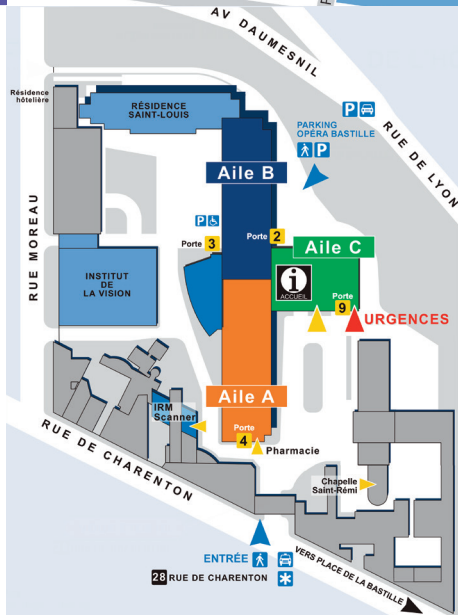 AV DAUMESNIL
Résidence
hôtelière
RÉSIDENCE
SAINT-LOUIS
P
PARKING
OPÉRA BASTILLE
P
RUE DE LYON
Aile B
P
Porte 3
Porte 2
Aile C
RUE MOREAU
INSTITUT
DE LA VISION
i
ACCUEIL
Porte
9
URGENCES
Aile A
IRM
Scanner
Porte
4
Pharmacie
RUE DE CHARENTON
Chapelle
Saint-Rémi
ENTRÉE
28 RUE DE CHARENTON
VERS PLACE DE LA BASTILLE